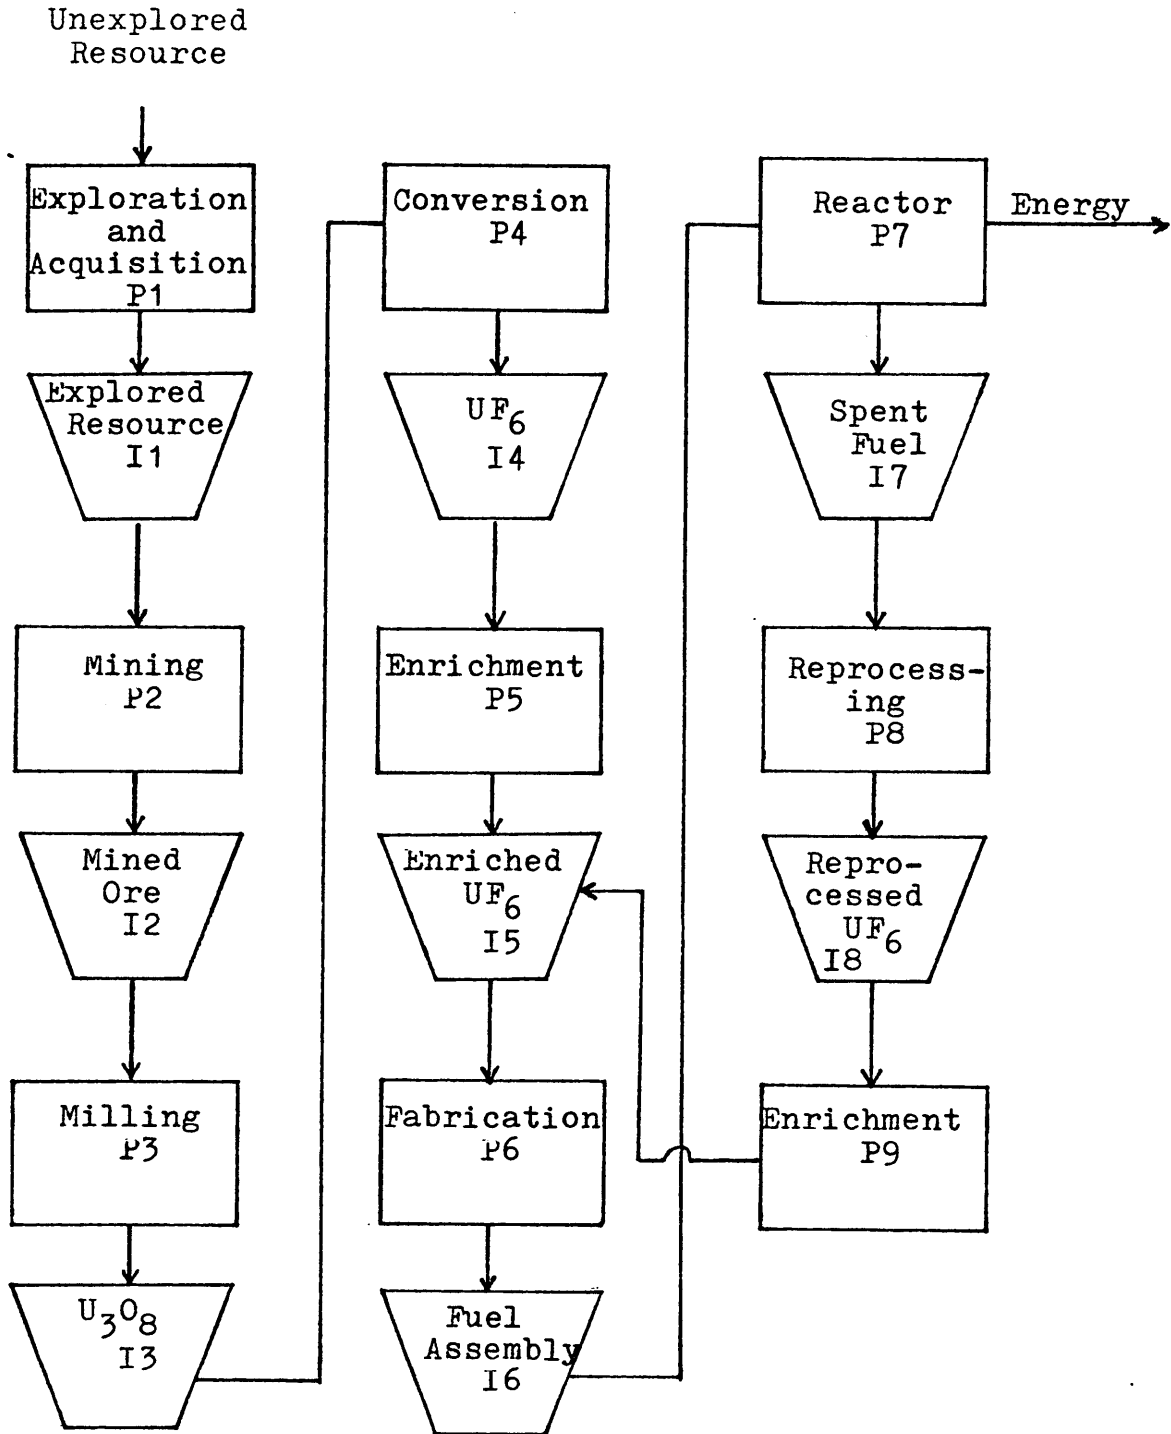 Unexplored
Resource
Exploration
and
Acquisition
P1
Explored
Resource
I1
Mining
P2
Mined
Ore
I2
Milling
P3
U3O8
I3
Conversion
P4
UF6
I4
Enrichment
P5
Enriched
UF6
I5
Fabrication
P6
Fuel
Assembly
I6
Reactor
P7
Energy
Spent
Fuel
I7
Reprocess-
ing
P8
Repro-
cessed
UF6
I8
Enrichment
P9